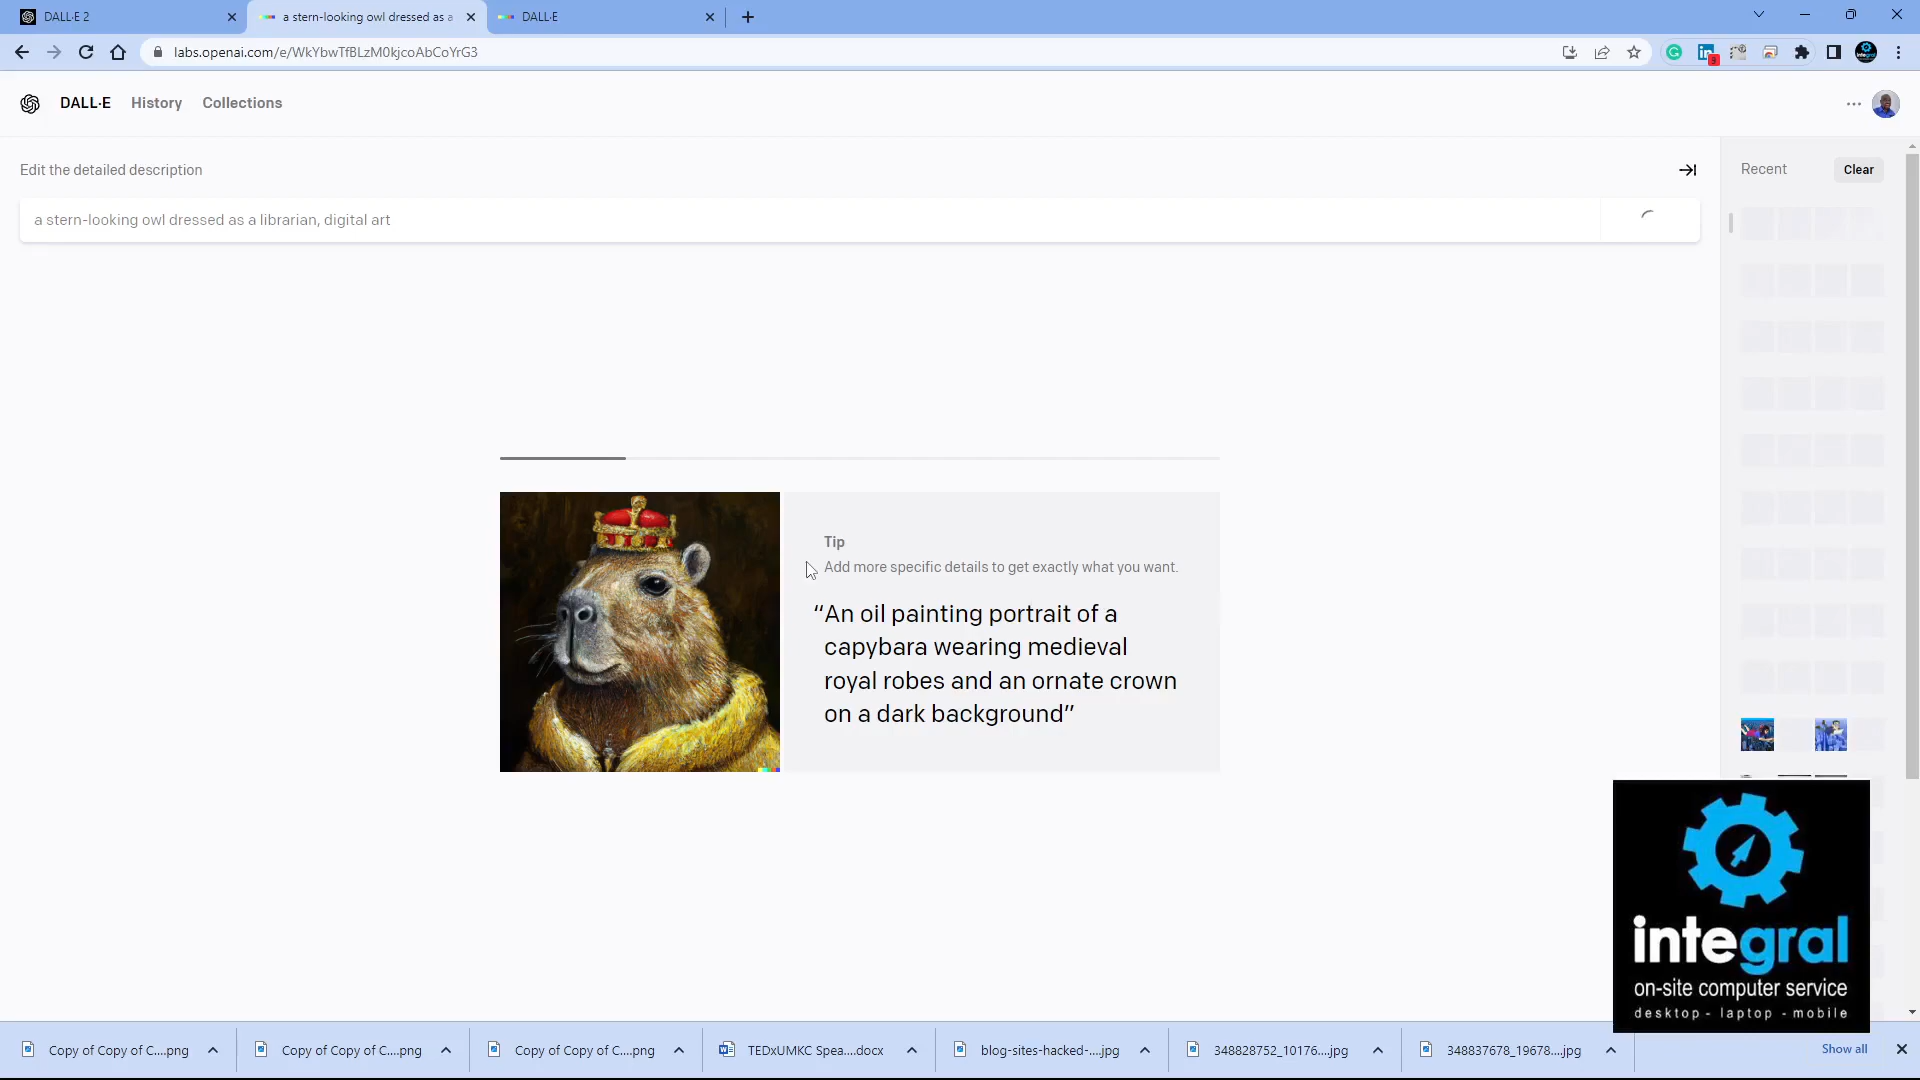 DALL·E 2
a stern-looking owl dressed as a
DALL·E
labs.openai.com/e/WkYbwTfBLzM0kjcoAbCoYrG3
DALL·E
History
Collections
Edit the detailed description
Recent
Clear
a stern-looking owl dressed as a librarian, digital art
Tip
Add more specific details to get exactly what you want.
“An oil painting portrait of a
capybara wearing medieval
royal robes and an ornate crown
on a dark background”
integral
on-site computer service
desktop - laptop - mobile
Copy of Copy of C....png
Copy of Copy of C....png
Copy of Copy of C....png
TEDxUMKC Spea....docx
blog-sites-hacked-....jpg
348828752_10176....jpg
348837678_19678....jpg
Show all